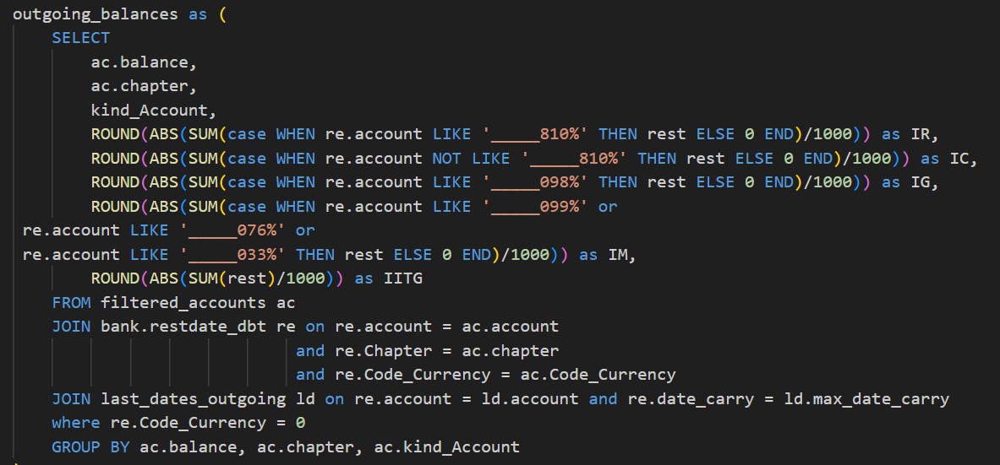 outgoing_balances as (
SELECT
ac.balance,
ac.chapter,
kind_Account,
ROUND(ABS(SUM(case WHEN re.account LIKE '_____810%' THEN rest ELSE 0 END)/1000)) as IR,
ROUND(ABS(SUM(case WHEN re.account NOT LIKE '_____810%' THEN rest ELSE 0 END)/1000)) as IC,
ROUND(ABS(SUM(case WHEN re.account LIKE '_____098%' THEN rest ELSE 0 END)/1000)) as IG,
ROUND(ABS(SUM(case WHEN re.account LIKE '_____099%' or
re.account LIKE '_____076%' or
re.account LIKE '_____033%' THEN rest ELSE 0 END)/1000)) as IM,
ROUND(ABS(SUM(rest)/1000)) as IITG
FROM filtered_accounts ac
JOIN bank.restdate_dbt re on re.account = ac.account
and re.Chapter = ac.chapter
and re.Code_Currency = ac.Code_Currency
JOIN last_dates_outgoing ld on re.account = ld.account and re.date_carry = ld.max_date_carry
where re.Code_Currency = 0
GROUP BY ac.balance, ac.chapter, ac.kind_Account